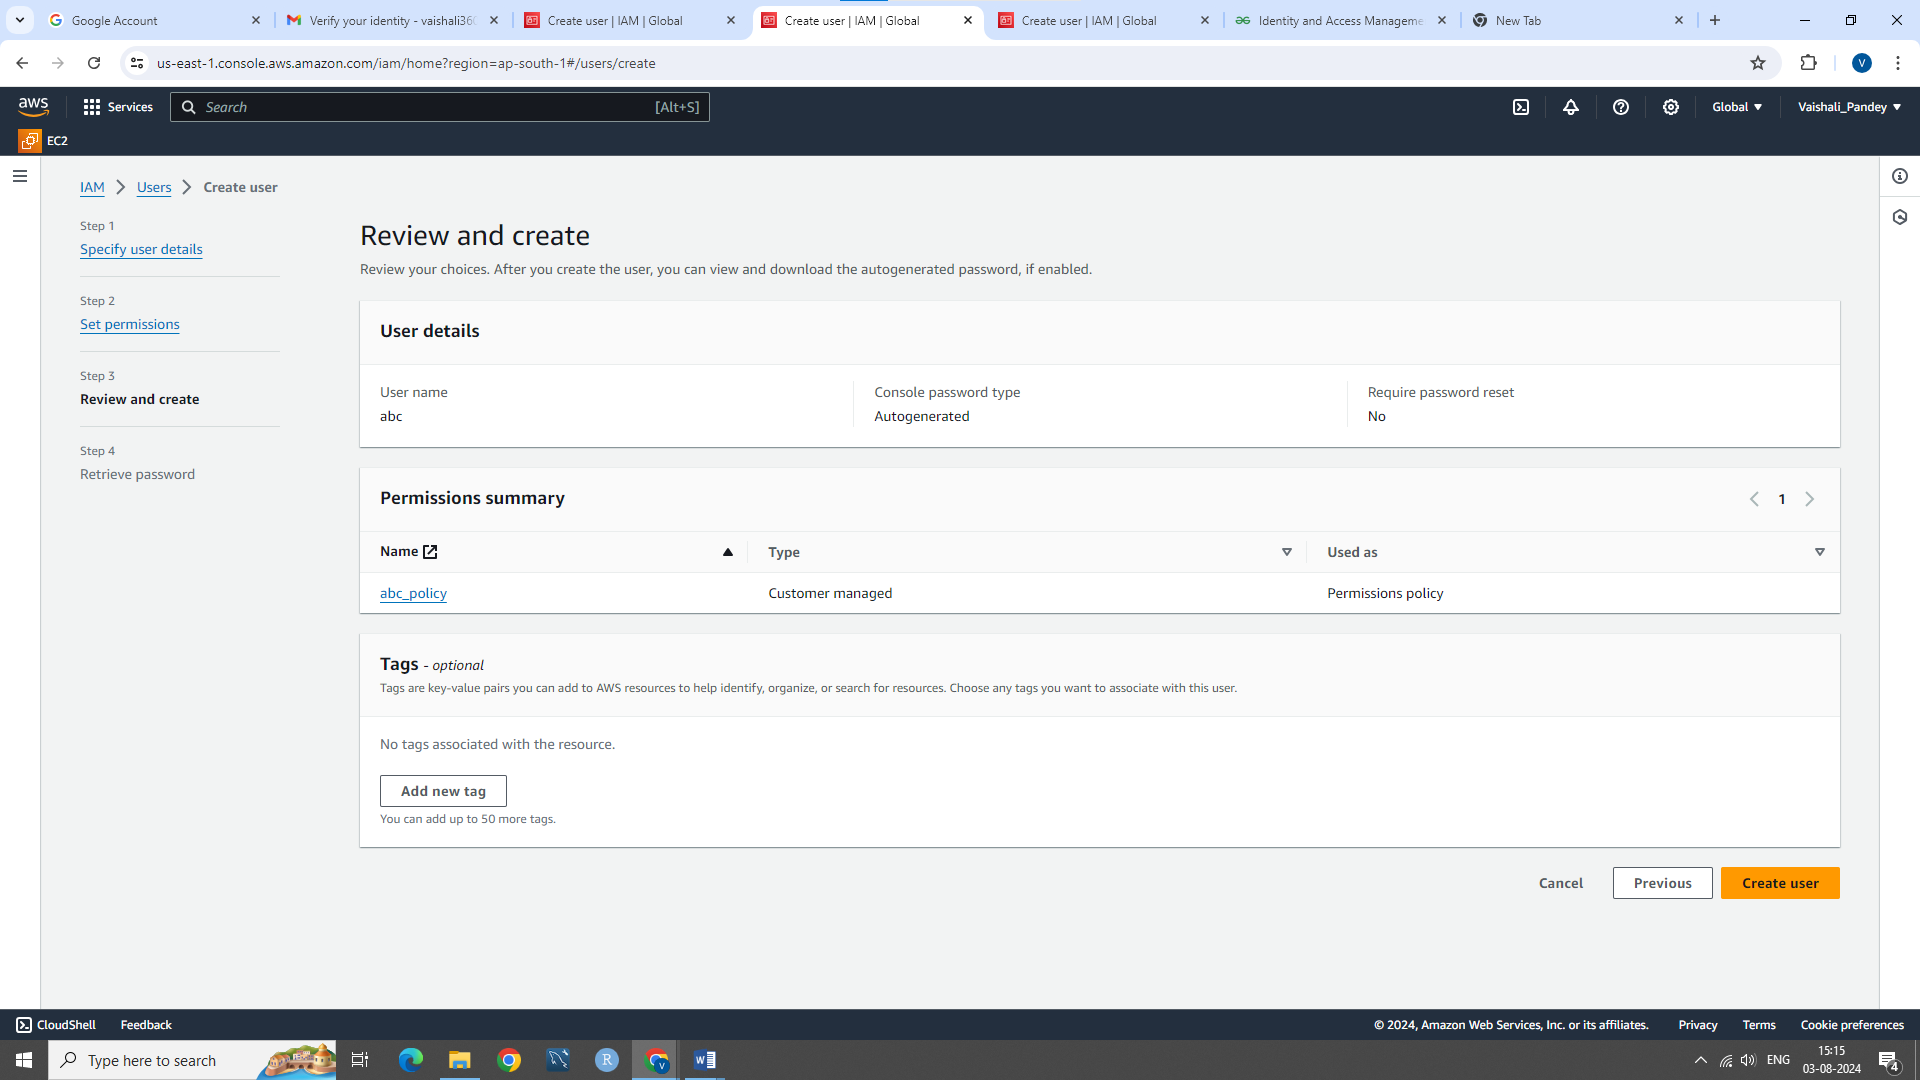 Google Account
Verify your identity - vaishali360
Create user | IAM | Global
Create user | IAM | Global
Create user | IAM | Global
Identity and Access Manageme
New Tab
us-east-1.console.aws.amazon.com/iam/home?region=ap-south-1#/users/create
V
aws
Services
Search
[Alt+S]
Global
Vaishali_Pandey
EC2
IAM
Users
Create user
Step 1
Specify user details
Step 2
Set permissions
Step 3
Review and create
Step 4
Retrieve password
Review and create
Review your choices. After you create the user, you can view and download the autogenerated password, if enabled.
User details
User name
abc
Console password type
Autogenerated
Require password reset
No
Permissions summary
1
Name
Type
Used as
abc_policy
Customer managed
Permissions policy
Tags - optional
Tags are key-value pairs you can add to AWS resources to help identify, organize, or search for resources. Choose any tags you want to associate with this user.
No tags associated with the resource.
Add new tag
You can add up to 50 more tags.
Cancel
Previous
Create user
CloudShell
Feedback
© 2024, Amazon Web Services, Inc. or its affiliates.
Privacy
Terms
Cookie preferences
Type here to search
R
V
W
ENG
15:15
03-08-2024
4